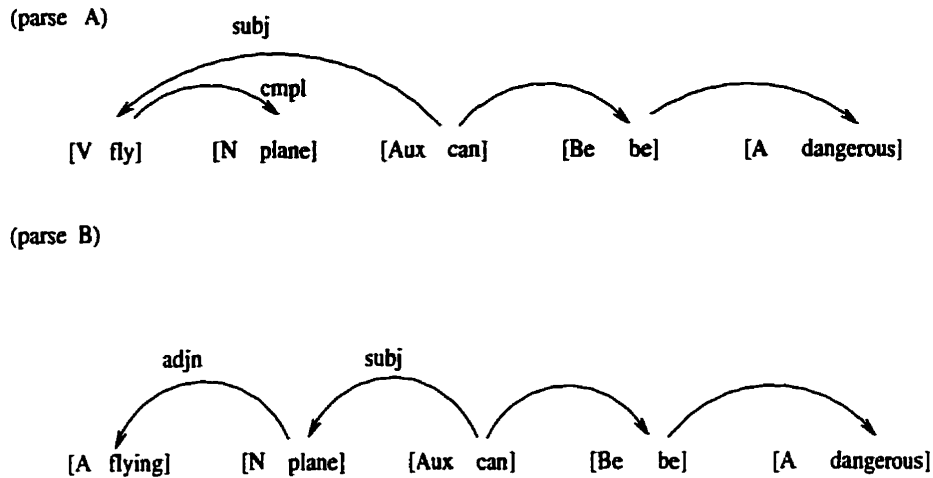 (parse A)
subj
cmpl
[V fly] [N plane] [Aux can] [Be be] [A dangerous]
(parse B)
adjn subj
[A flying] [N plane] [Aux can] [Be be] [A dangerous]